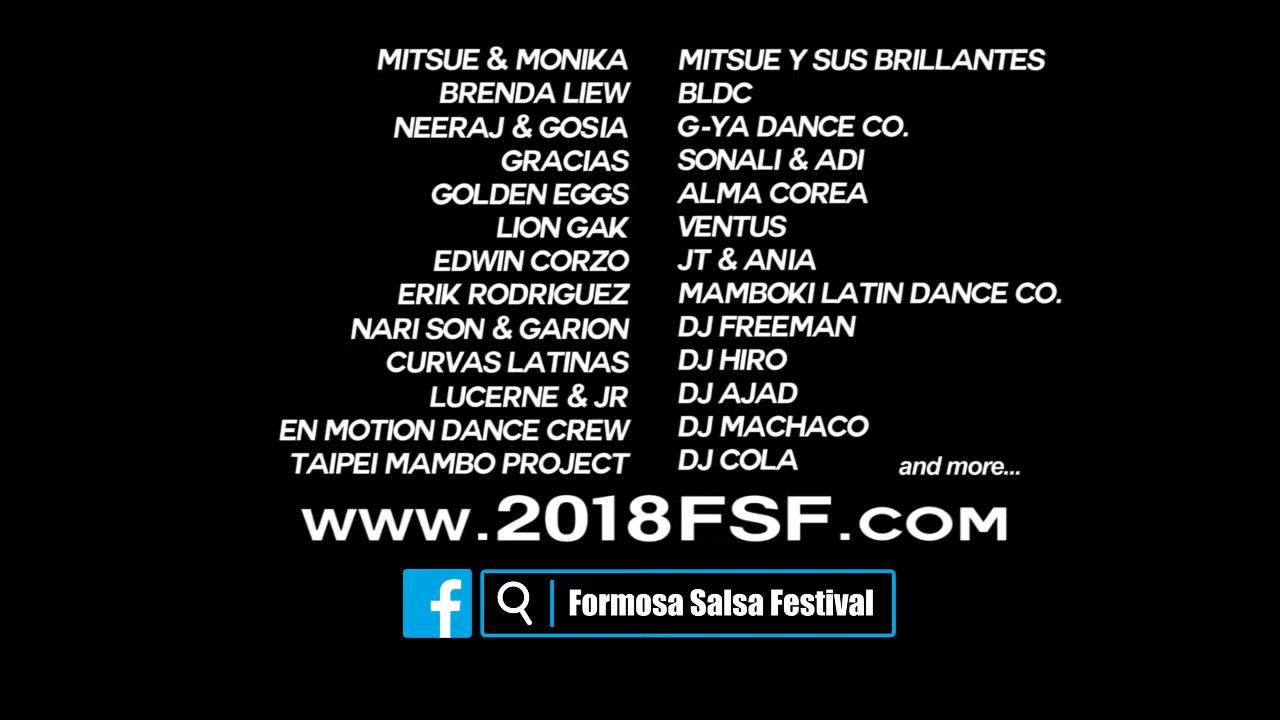 MITSUE & MONIKA
BRENDA LIEW
NEERAJ & GOSIA
GRACIAS
GOLDEN EGGS
LION GAK
EDWIN CORZO
ERIK RODRIGUEZ
NARI SON & GARION
CURVAS LATINAS
LUCERNE & JR
EN MOTION DANCE CREW
TAIPEI MAMBO PROJECT
MITSUE Y SUS BRILLANTES
BLDC
G-YA DANCE CO.
SONALI & ADI
ALMA COREA
VENTUS
JT & ANIA
MAMBOKI LATIN DANCE CO.
DJ FREEMAN
DJ HIRO
DJ AJAD
DJ MACHACO
DJ COLA
and more...
www.2018FSF.COM
f
Formosa Salsa Festival